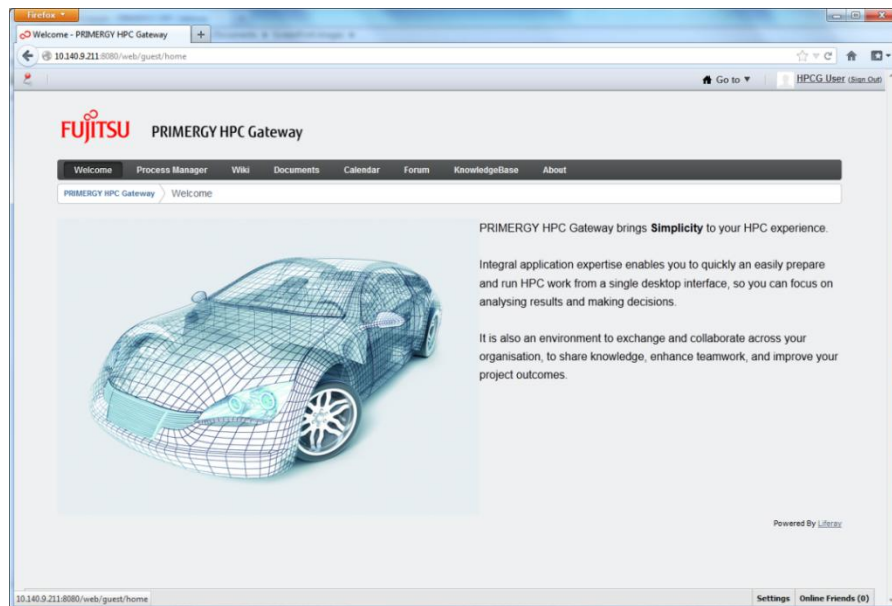 Firefox
Welcome - PRIMERGY HPC Gateway
10.140.9.211:8080/web/guest/home
Go to ▼ HPCG User (Sign Out)
FUJITSU PRIMERGY HPC Gateway
Welcome Process Manager Wiki Documents Calendar Forum KnowledgeBase About
PRIMERGY HPC Gateway Welcome
PRIMERGY HPC Gateway brings Simplicity to your HPC experience.
Integral application expertise enables you to quickly an easily prepare
and run HPC work from a single desktop interface, so you can focus on
analysing results and making decisions.
It is also an environment to exchange and collaborate across your
organisation, to share knowledge, enhance teamwork, and improve your
project outcomes.
Powered By Liferay
10.140.9.211:8080/web/guest/home Settings Online Friends (0)